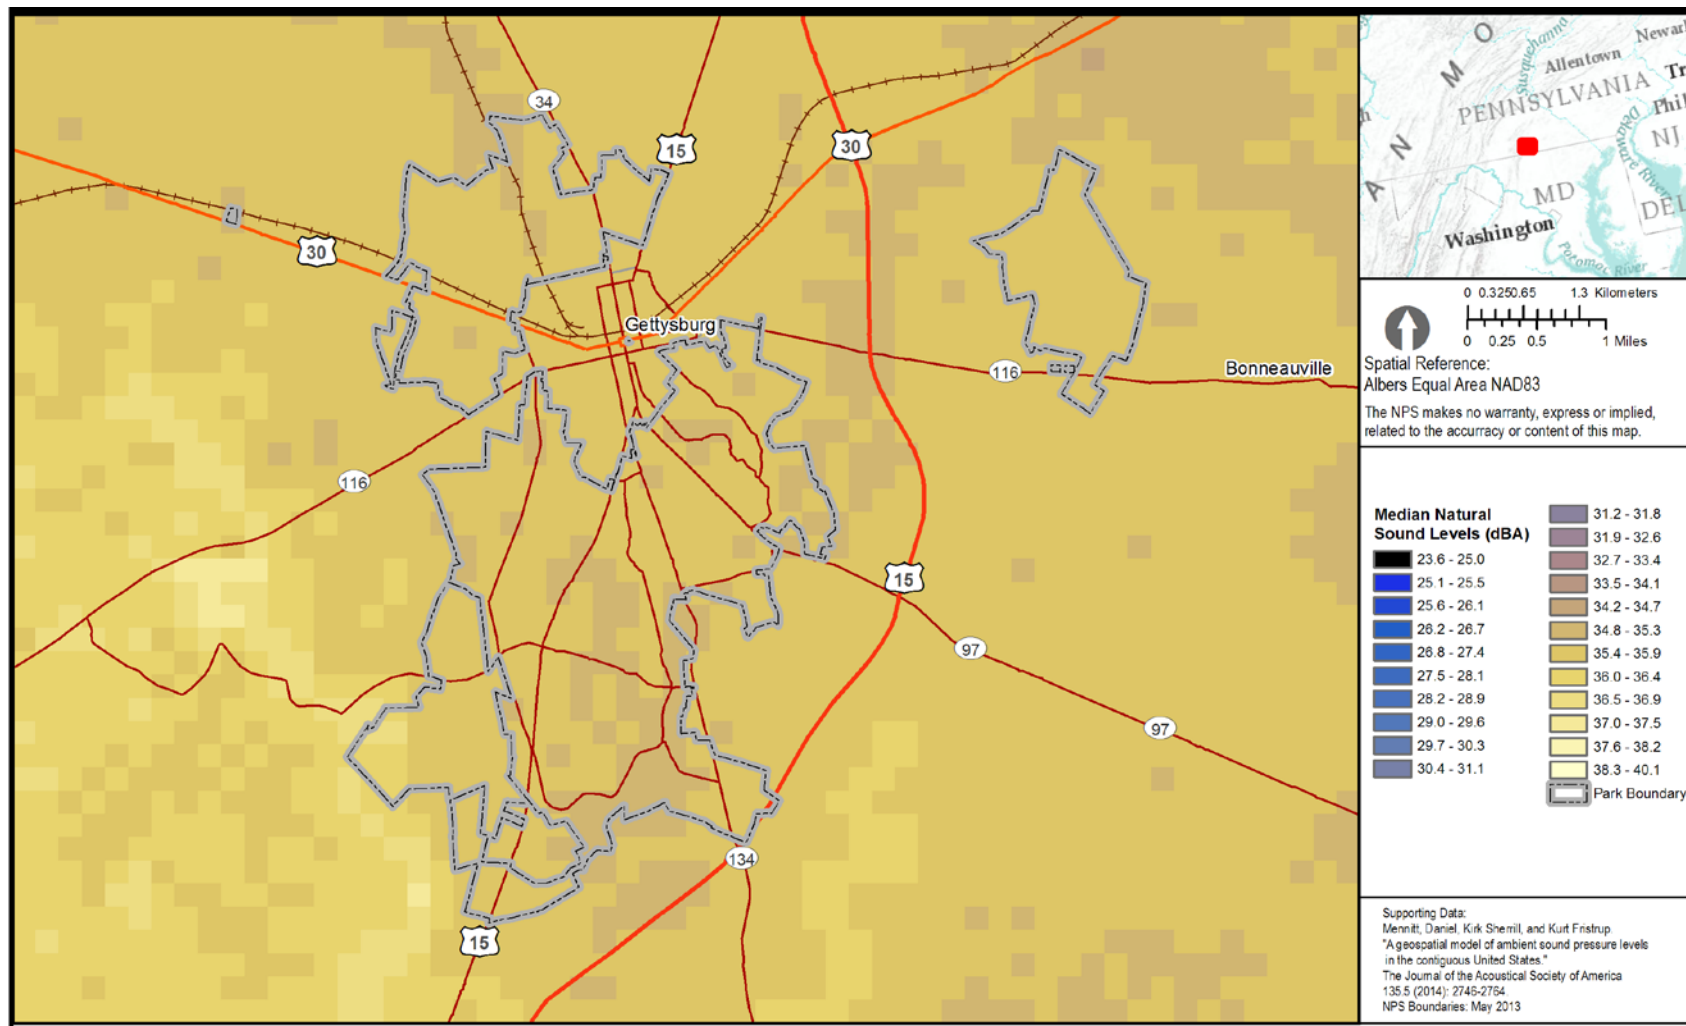 34
15
30
30
Gettysburg
116
Bonneauville
116
15
97
97
134
15
Susquehanna
Newark
Allentown
PENNSYLVANIA
Phil
NJ
Delaware River
MD
DEL
Washington
Potomac River
A N M O
Tr
0 0.3250.65 1.3 Kilometers
0 0.25 0.5 1 Miles
Spatial Reference:
Albers Equal Area NAD83
The NPS makes no warranty, express or implied,
related to the accurracy or content of this map.
Median Natural
Sound Levels (dBA)
23.6 - 25.0
25.1 - 25.5
25.6 - 26.1
26.2 - 26.7
26.8 - 27.4
27.5 - 28.1
28.2 - 28.9
29.0 - 29.6
29.7 - 30.3
30.4 - 31.1
31.2 - 31.8
31.9 - 32.6
32.7 - 33.4
33.5 - 34.1
34.2 - 34.7
34.8 - 35.3
35.4 - 35.9
36.0 - 36.4
36.5 - 36.9
37.0 - 37.5
37.6 - 38.2
38.3 - 40.1
Park Boundary
Supporting Data:
Mennitt, Daniel, Kirk Sherrill, and Kurt Fristrup.
"A geospatial model of ambient sound pressure levels
in the contiguous United States."
The Journal of the Acoustical Society of America
135.5 (2014): 2746-2764.
NPS Boundaries: May 2013